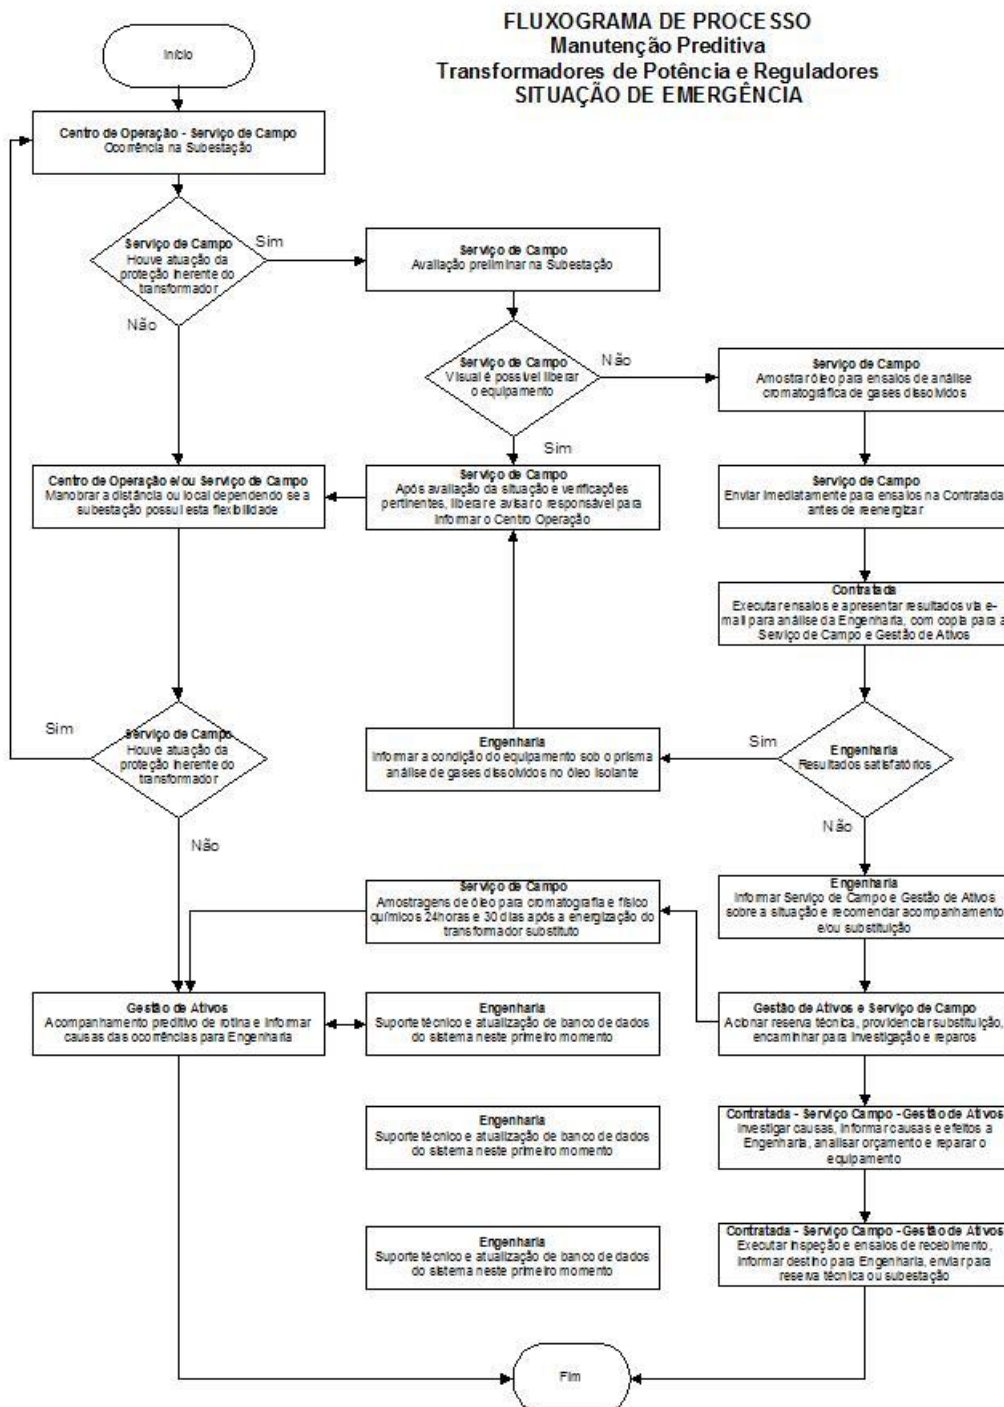 FLUXOGRAMA DE PROCESSO
Manutenção Preditiva
Transformadores de Potência e Reguladores
SITUAÇÃO DE EMERGÊNCIA
Início
Centro de Operação - Serviço de Campo
Ocorrência na Subestação
Serviço de Campo
Houve atuação da
proteção inerente do
transformador
Sim
Não
Serviço de Campo
Avaliação preliminar na Subestação
Serviço de Campo
Visual é possível liberar
o equipamento
Não
Sim
Serviço de Campo
Amostrar óleo para ensaios de análise
cromatográfica de gases dissolvidos
Centro de Operação e/ou Serviço de Campo
Manobrar a distância ou local dependendo se a
subestação possui esta flexibilidade
Serviço de Campo
Após avaliação da situação e verificações
pertinentes, liberar e avisar o responsável para
informar o Centro Operação
Serviço de Campo
Enviar imediatamente para ensaios na Contratada
antes de reenergizar
Contratada
Executar ensaios e apresentar resultados via e-
mail para análise da Engenharia, com copia para a
Serviço de Campo e Gestão de Ativos
Sim
Serviço de Campo
Houve atuação da
proteção inerente do
transformador
Não
Engenharia
Informar a condição do equipamento sob o prisma
análise de gases dissolvidos no óleo isolante
Sim
Engenharia
Resultados satisfatórios
Não
Serviço de Campo
Amostragens de óleo para cromatografia e físico
químicos 24horas e 30 dias após a energização do
transformador substituto
Engenharia
Informar Serviço de Campo e Gestão de Ativos
sobre a situação e recomendar acompanhamento
e/ou substituição
Gestão de Ativos
Acompanhamento preditivo de rotina e informar
causas das ocorrências para Engenharia
Engenharia
Suporte técnico e atualização de banco de dados
do sistema neste primeiro momento
Gestão de Ativos e Serviço de Campo
Acionar reserva técnica, providenciar substituição,
encaminhar para investigação e reparos
Engenharia
Suporte técnico e atualização de banco de dados
do sistema neste primeiro momento
Contratada - Serviço Campo - Gestão de Ativos
Investigar causas, informar causas e efeitos a
Engenharia, analisar orçamento e reparar o
equipamento
Engenharia
Suporte técnico e atualização de banco de dados
do sistema neste primeiro momento
Contratada - Serviço Campo - Gestão de Ativos
Executar inspeção e ensaios de recebimento,
informar destino para Engenharia, enviar para
reserva técnica ou subestação
Fim